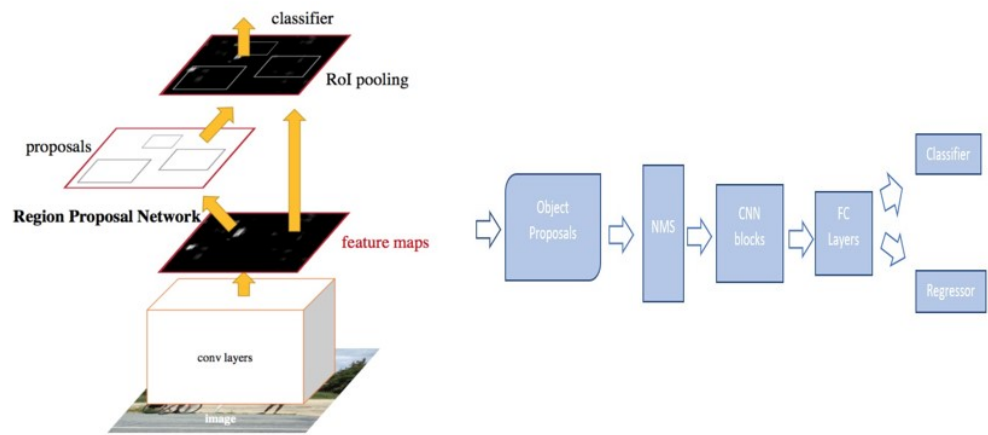 classifier
RoI pooling
proposals
Region Proposal Network
feature maps
conv layers
image
Object
Proposals
NMS
CNN
blocks
FC
Layers
Classifier
Regressor